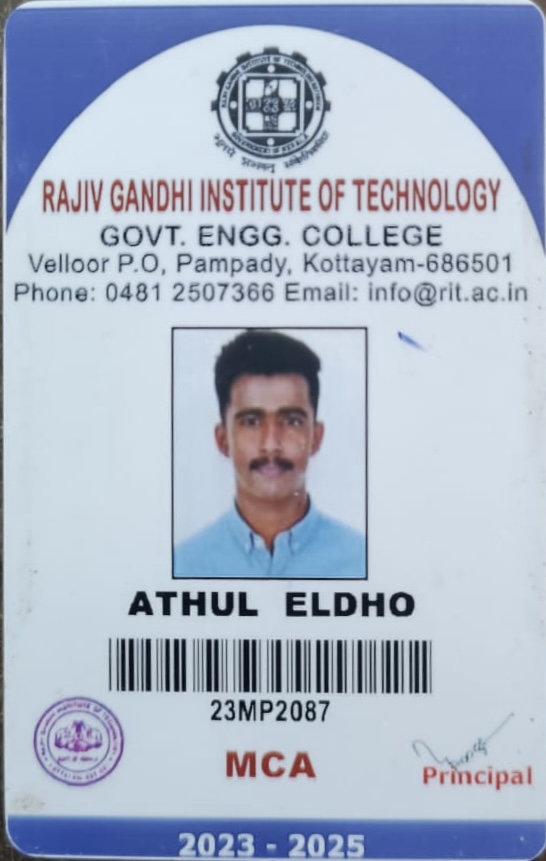 RAJIV GANDHI INSTITUTE OF TECHNOLOGY
GOVT. ENGG. COLLEGE
Velloor P.O, Pampady, Kottayam-686501
Phone: 0481 2507366 Email: info@rit.ac.in
ATHUL ELDHO
23MP2087
MCA
Principal
2023 - 2025